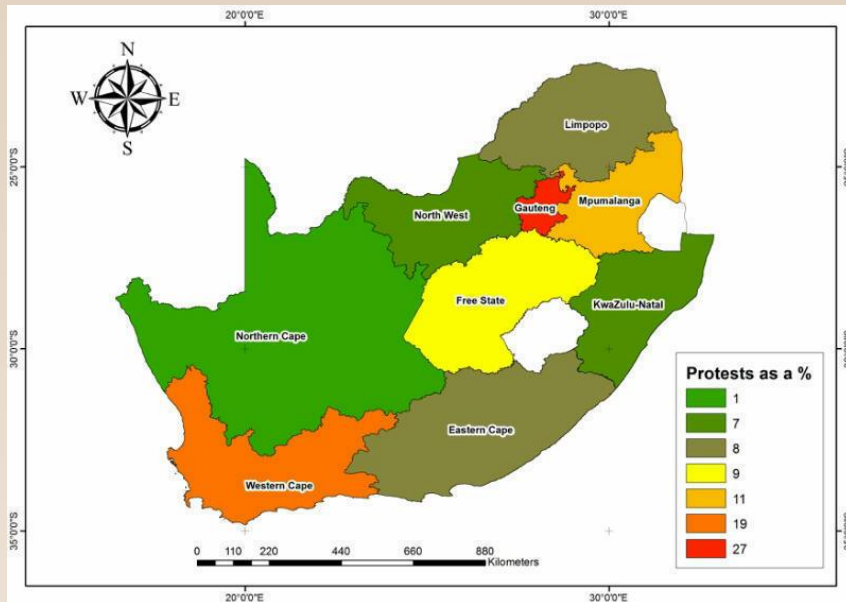 20°0'0"E 30°0'0"E
N
W E
S
Limpopo
25°0'0"S
Mpumalanga
North West
Gauteng
Free State
KwaZulu-Natal
Northern Cape
30°0'0"S
Protests as a %
1
7
Eastern Cape
8
9
Western Cape
11
19
27
35°0'0"S
0 110 220 440 660 880
Kilometers
20°0'0"E 30°0'0"E